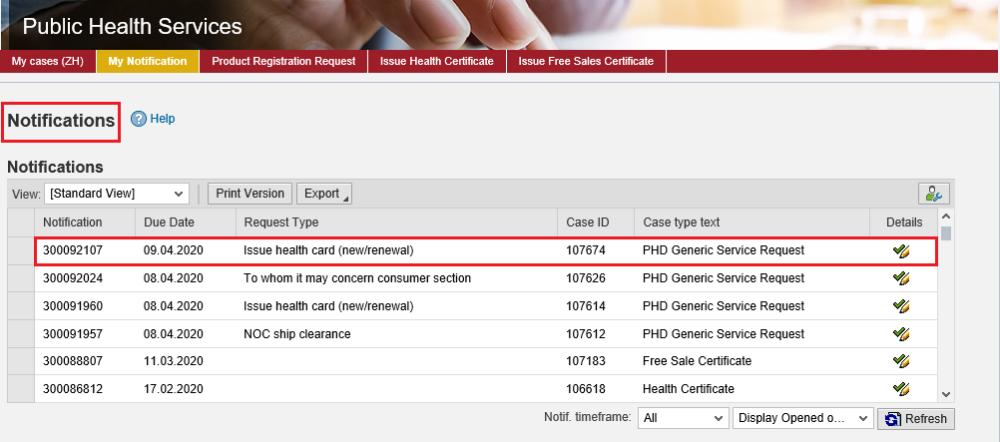 Public Health Services
My cases (ZH) My Notification Product Registration Request Issue Health Certificate Issue Free Sales Certificate
Notifications ? Help
Notifications
View: [Standard View] Print Version Export
Notification Due Date Request Type Case ID Case type text Details
300092107 09.04.2020 Issue health card (new/renewal) 107674 PHD Generic Service Request
300092024 08.04.2020 To whom it may concern consumer section 107626 PHD Generic Service Request
300091960 08.04.2020 Issue health card (new/renewal) 107614 PHD Generic Service Request
300091957 08.04.2020 NOC ship clearance 107612 PHD Generic Service Request
300088807 11.03.2020 107183 Free Sale Certificate
300086812 17.02.2020 106618 Health Certificate
Notif. timeframe: All Display Opened o... Refresh